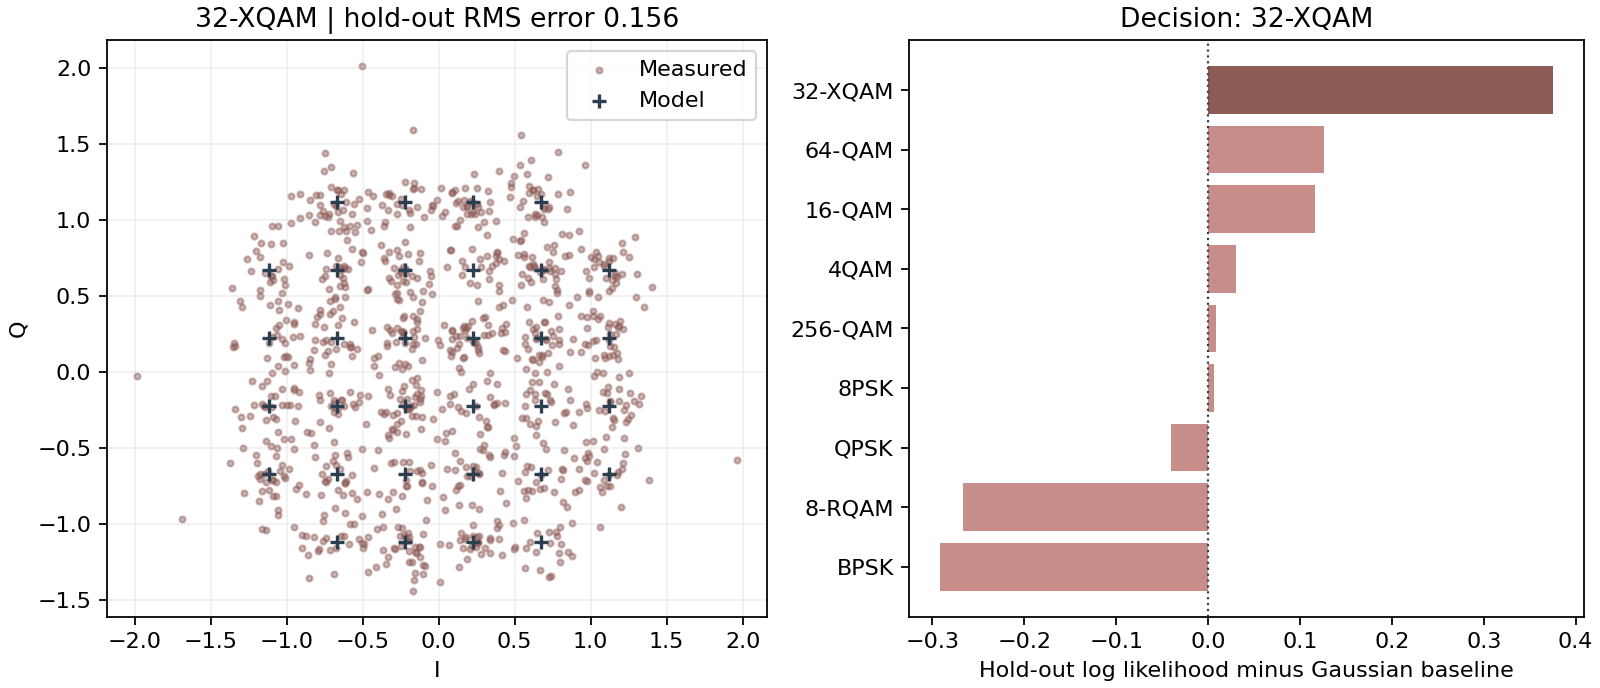 32-XQAM | hold-out RMS error 0.156
Measured
Model
2.0
1.5
1.0
0.5
0.0
−0.5
−1.0
−1.5
Q
−2.0 −1.5 −1.0 −0.5 0.0 0.5 1.0 1.5 2.0
I
Decision: 32-XQAM
32-XQAM
64-QAM
16-QAM
4QAM
256-QAM
8PSK
QPSK
8-RQAM
BPSK
−0.3 −0.2 −0.1 0.0 0.1 0.2 0.3 0.4
Hold-out log likelihood minus Gaussian baseline